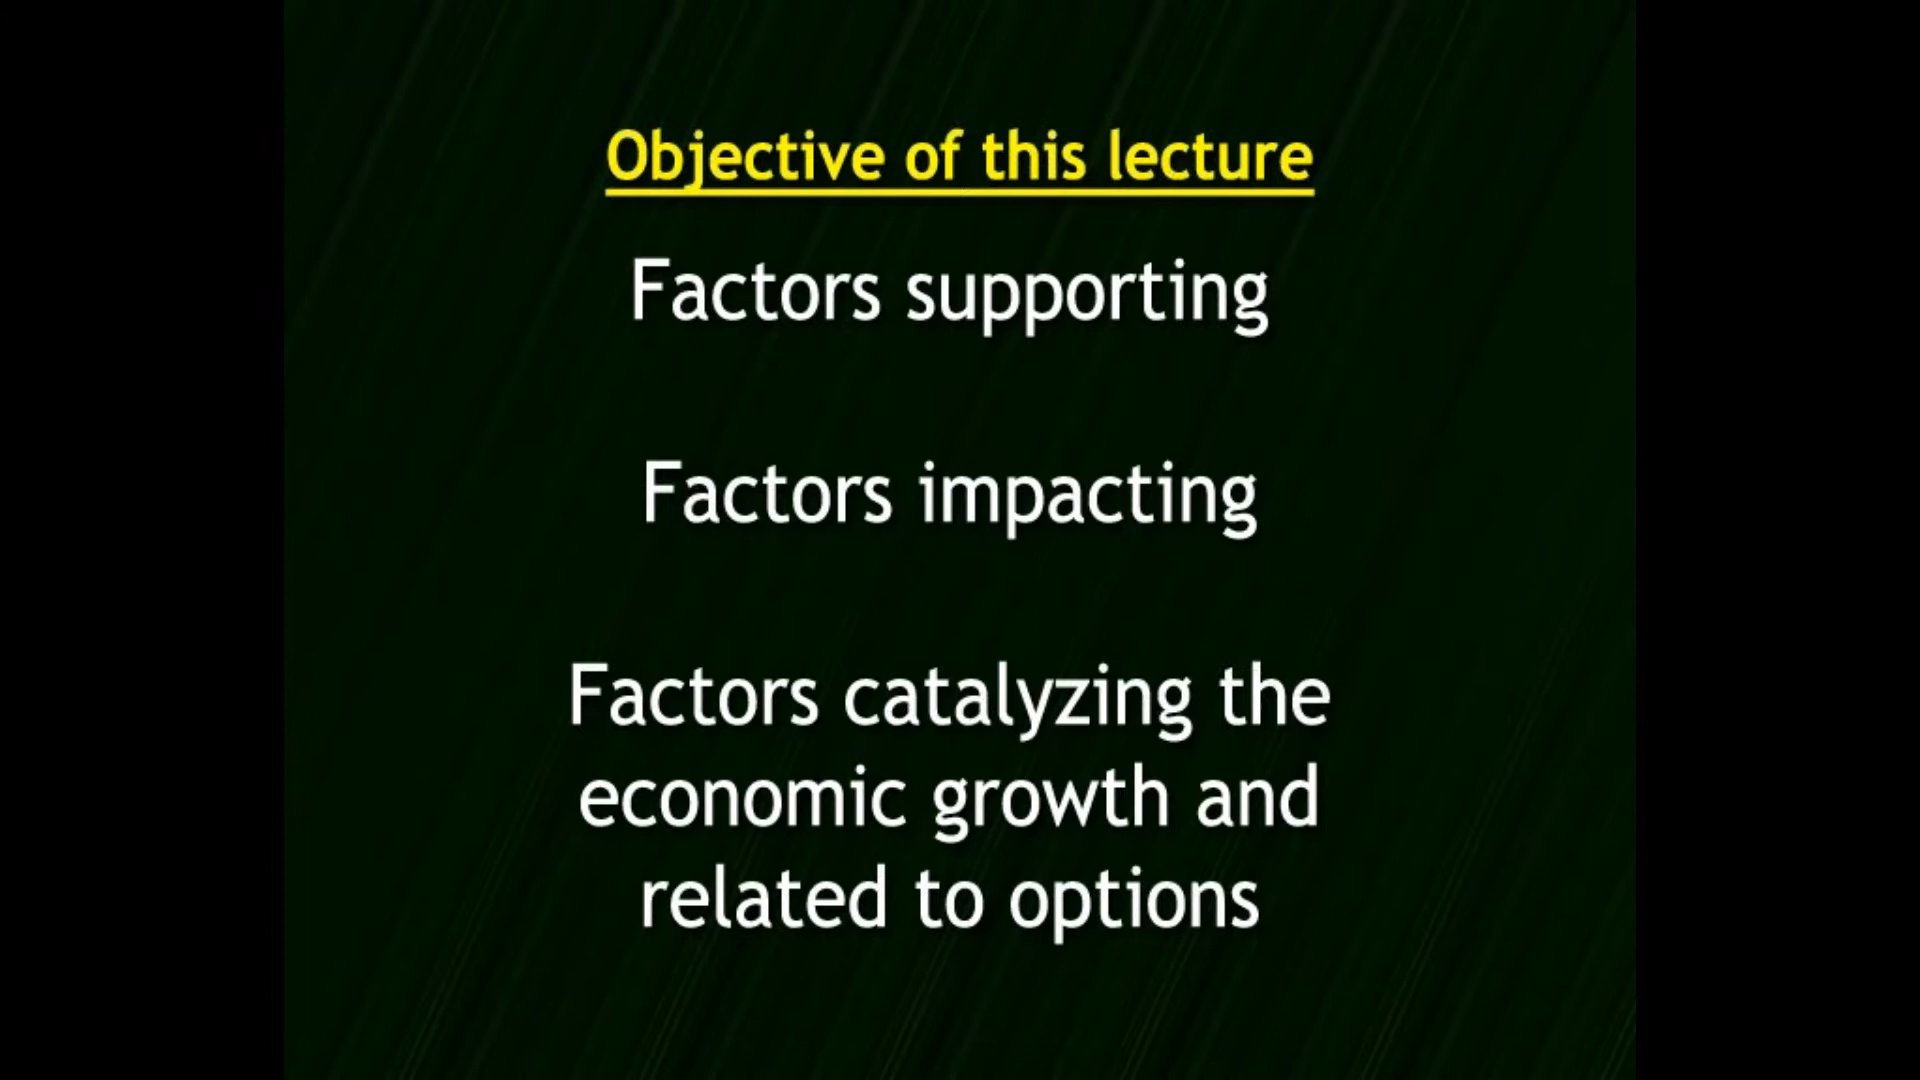 Objective of this lecture
Factors supporting
Factors impacting
Factors catalyzing the
economic growth and
related to options